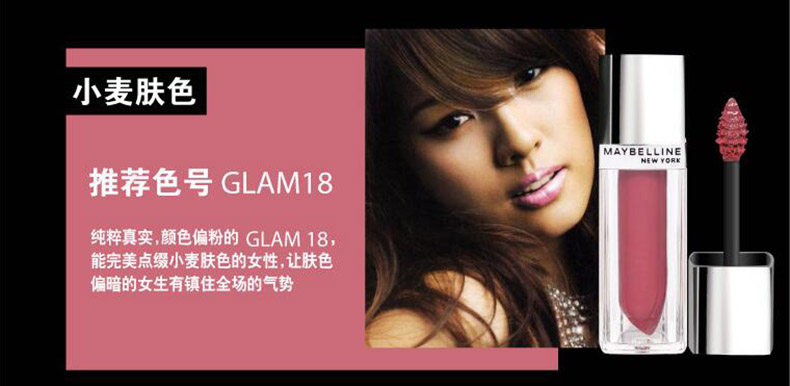 小麦肤色
推荐色号 GLAM18
纯粹真实,颜色偏粉的 GLAM 18,
能完美点缀小麦肤色的女性,让肤色
偏暗的女生有镇住全场的气势
MAYBELLINE
NEW YORK